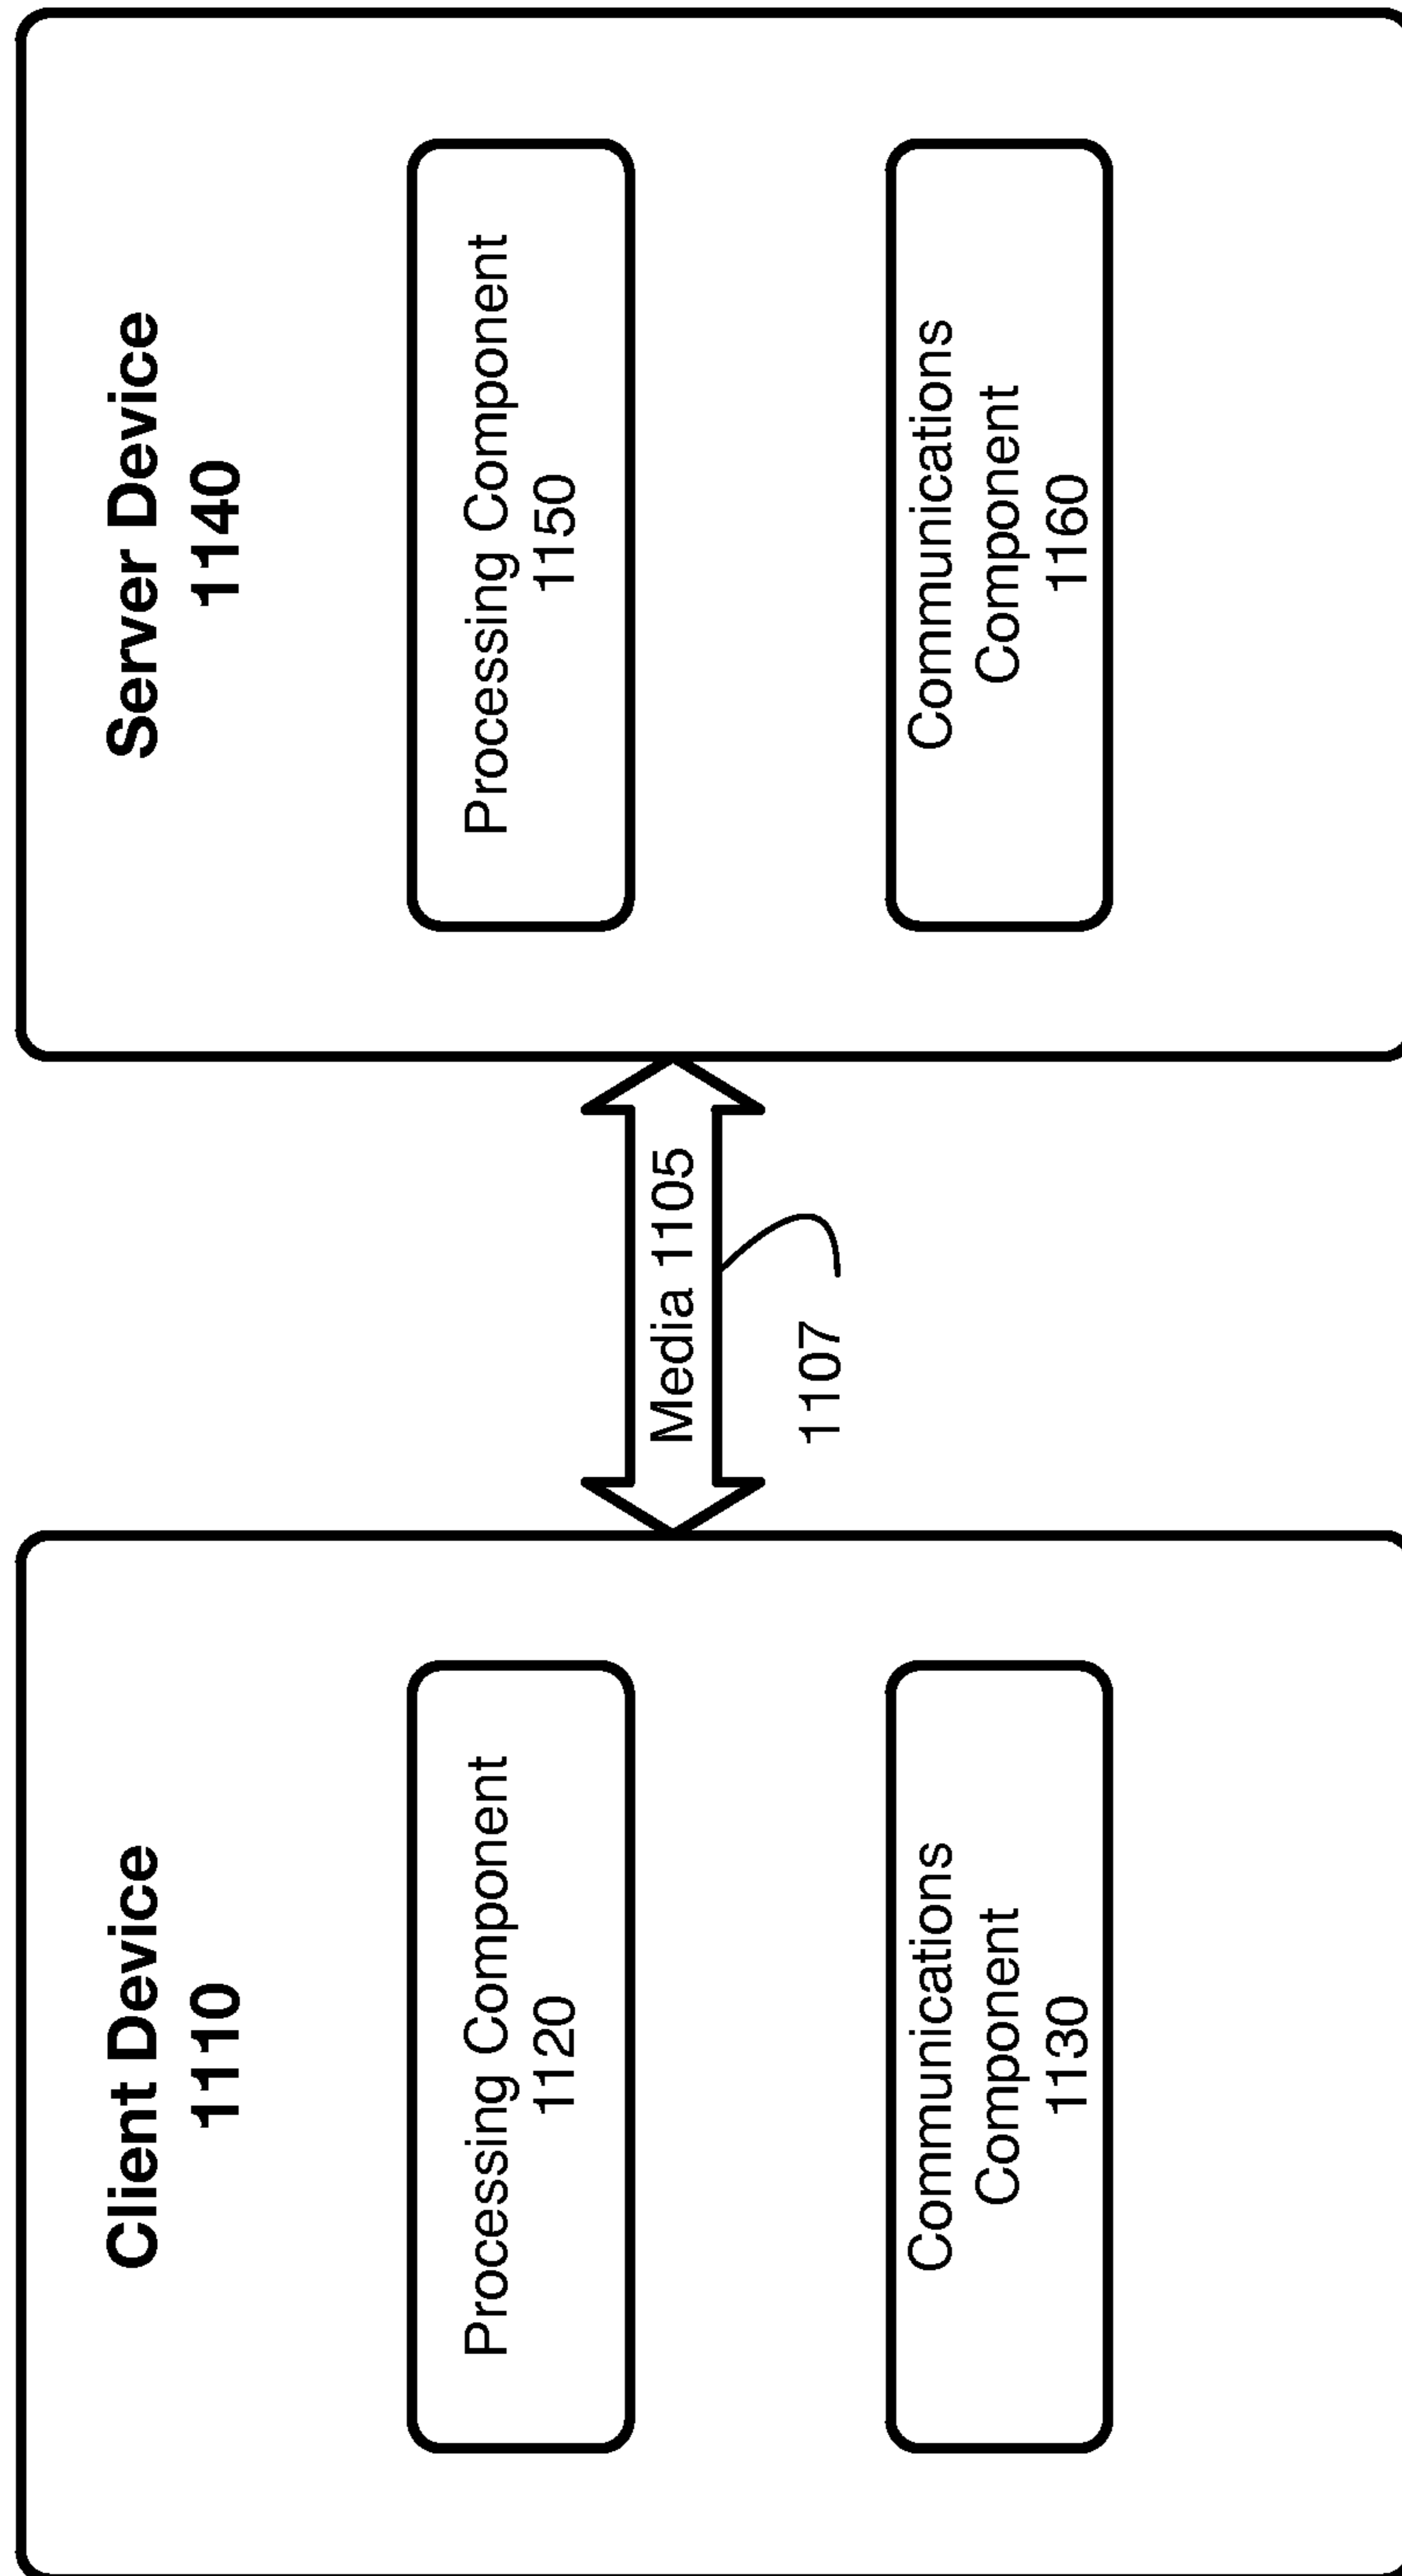 Client Device
1110
Processing Component
1120
Communications
Component
1130
Media 1105
1107
Server Device
1140
Processing Component
1150
Communications
Component
1160